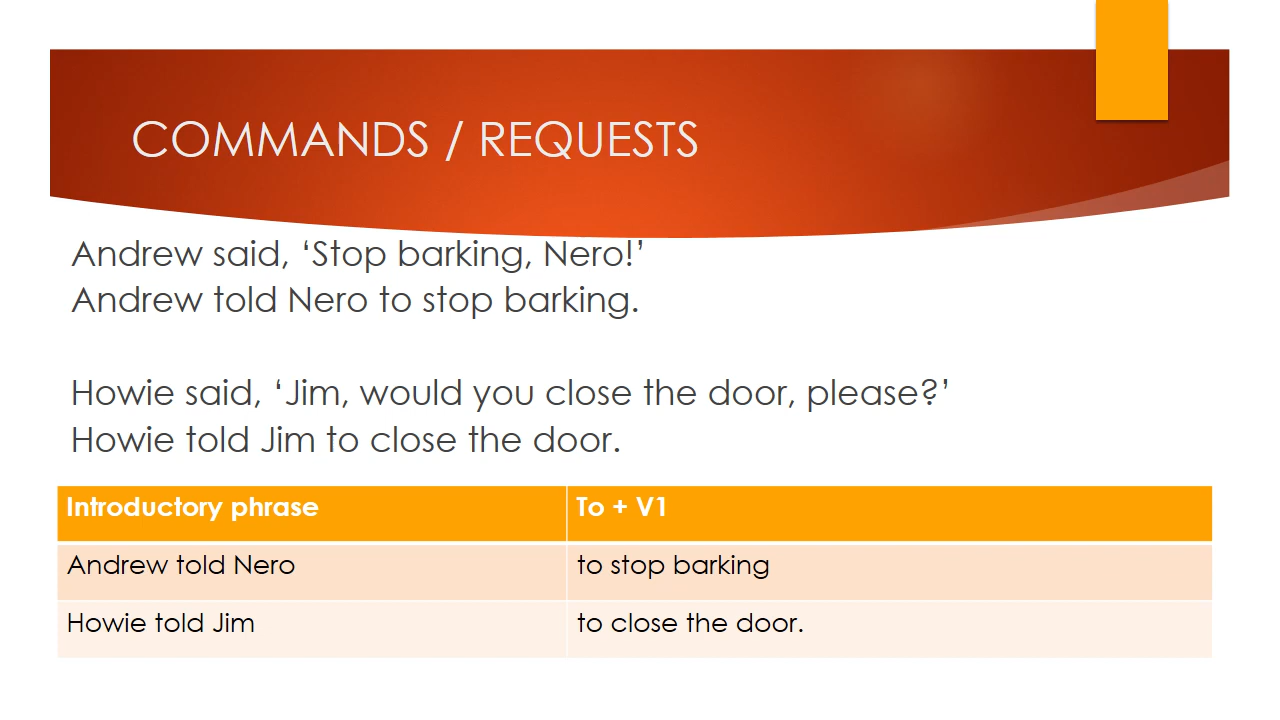 COMMANDS / REQUESTS
Andrew said, ‘Stop barking, Nero!’
Andrew told Nero to stop barking.
Howie said, ‘Jim, would you close the door, please?’
Howie told Jim to close the door.
Introductory phrase To + V1
Andrew told Nero to stop barking
Howie told Jim to close the door.